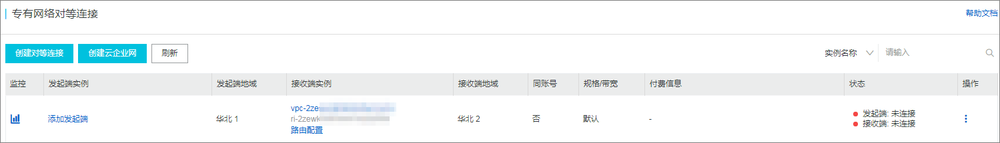 专有网络对等连接
帮助文档
创建对等连接 创建云企业网 刷新
实例名称 请输入
监控 发起端实例 发起端地域 接收端实例 接收端地域 同账号 规格/带宽 付费信息 状态 操作
添加发起端 华北 1
vpc-2ze
ri-2zewk
路由配置
华北 2 否 默认 -
发起端: 未连接
接收端: 未连接